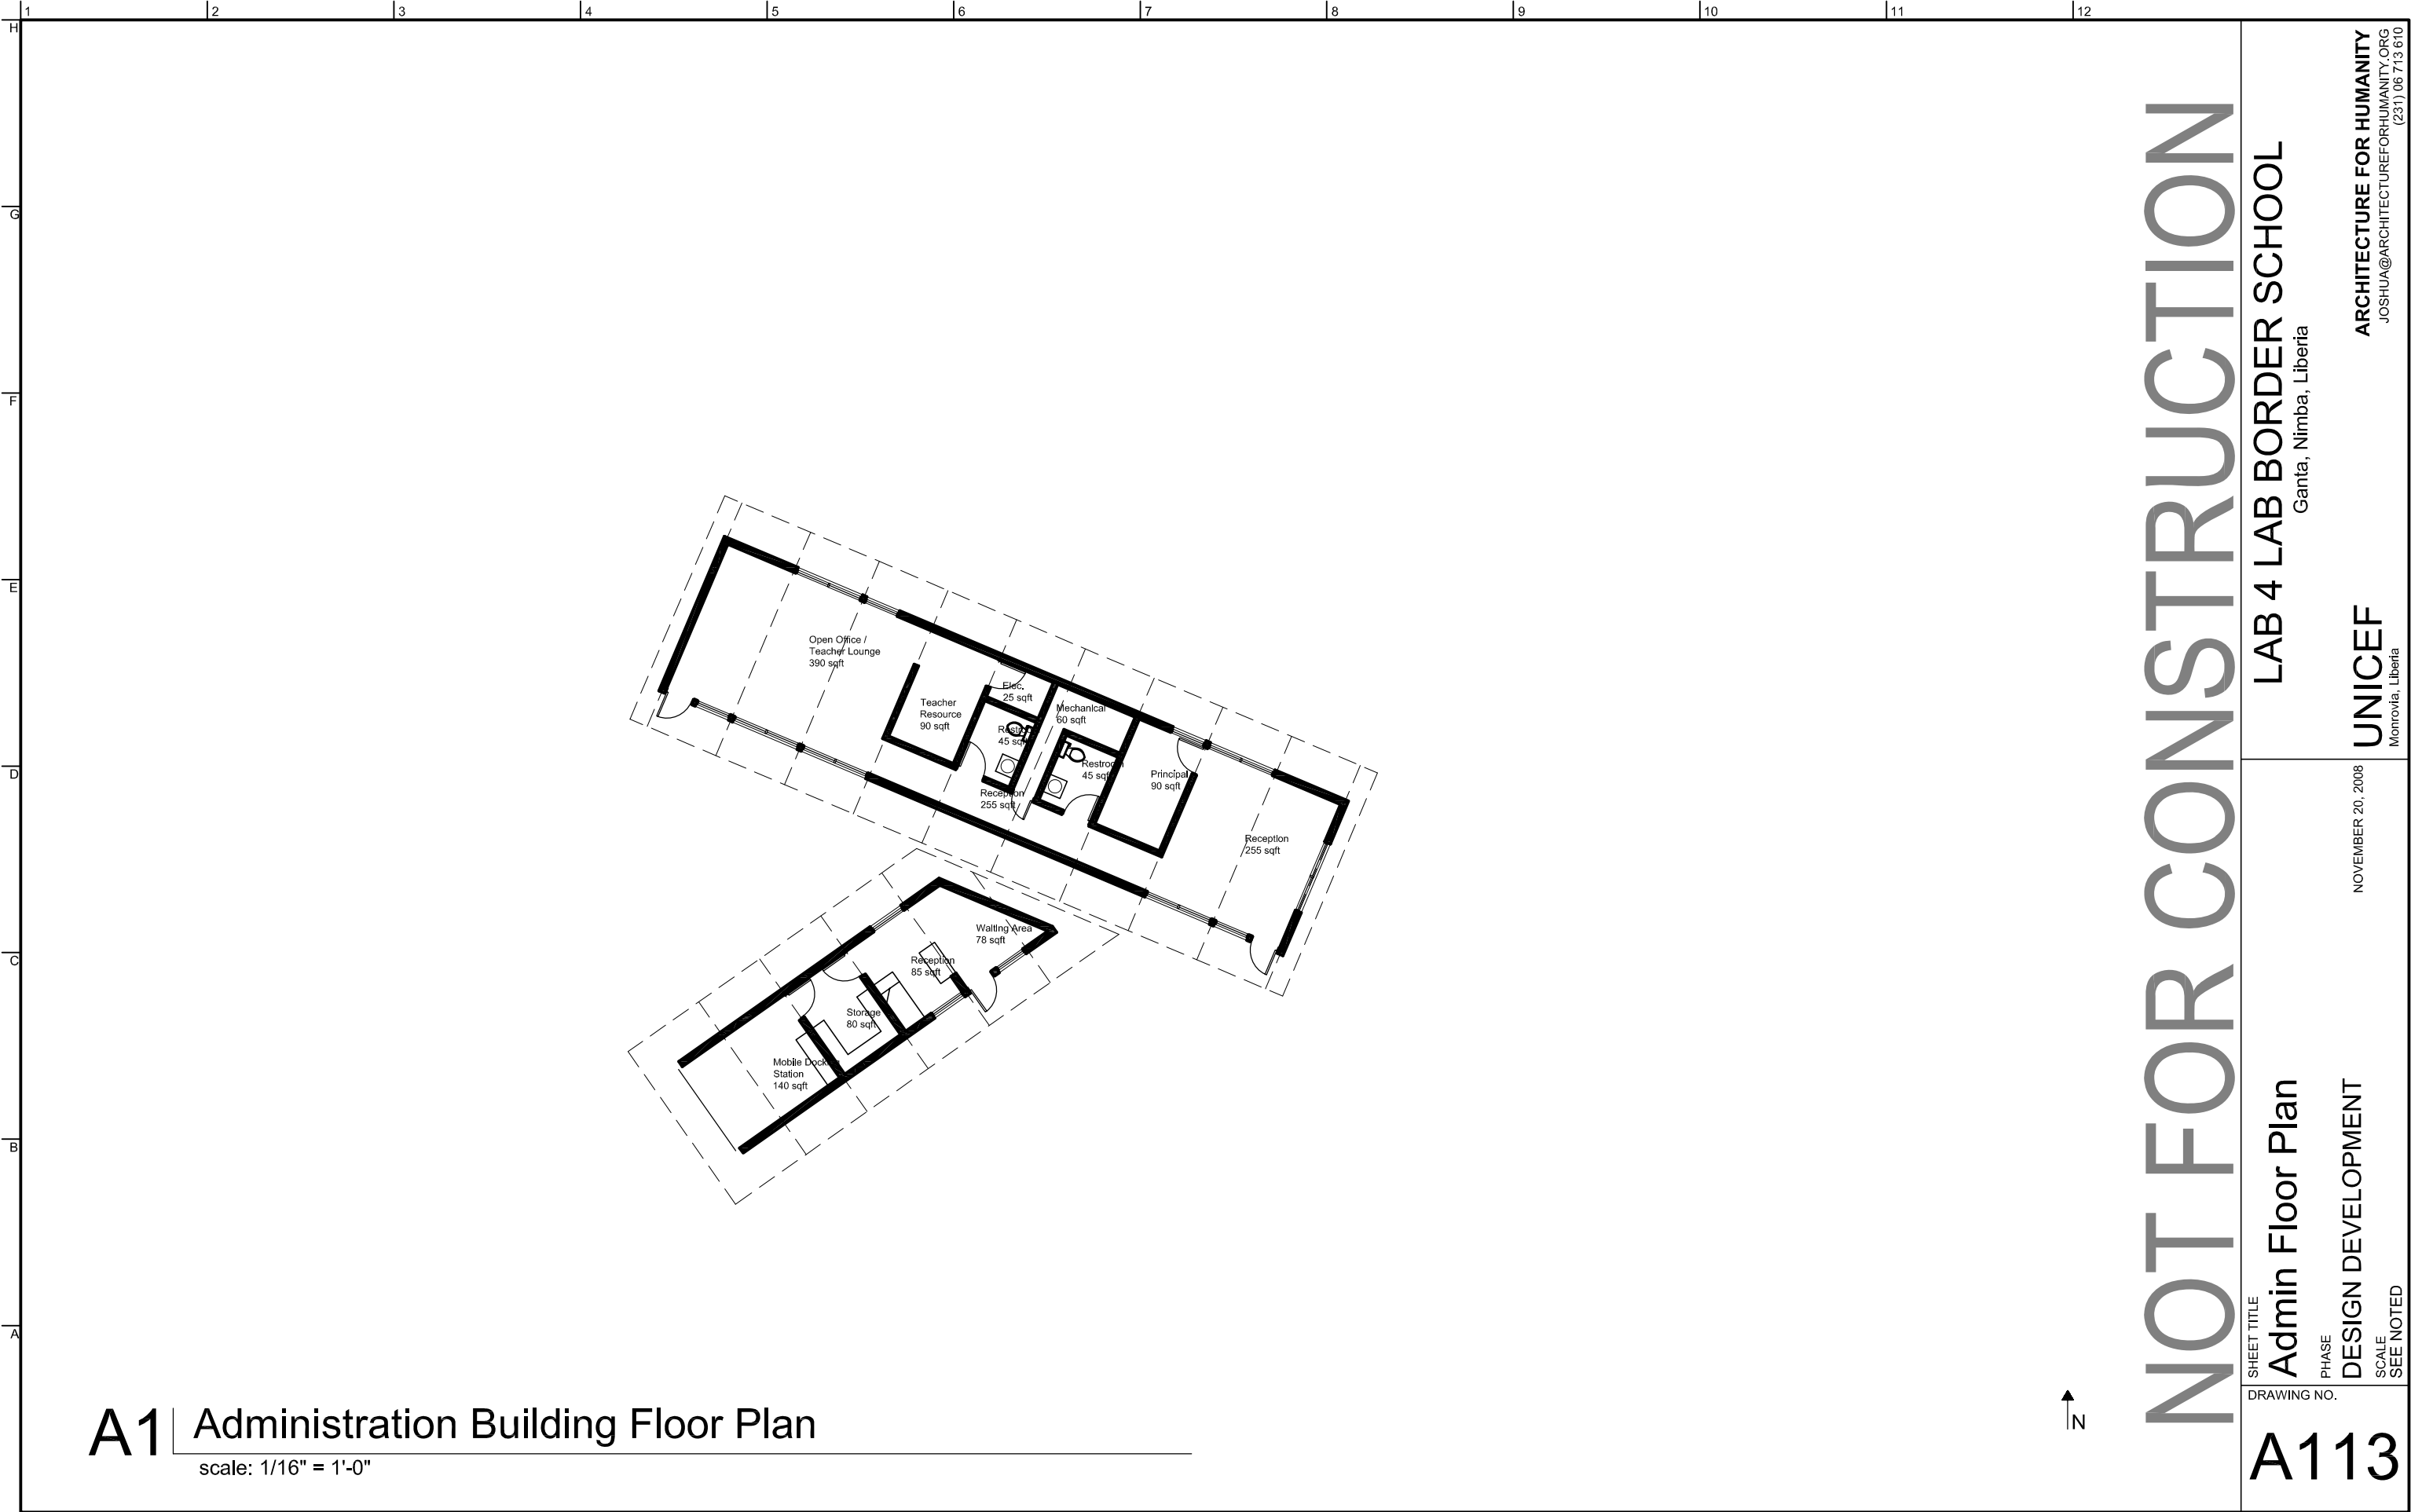 1
2
3
4
5
6
7
8
9
10
11
12
H
G
F
E
D
C
B
A
Open Office /
Teacher Lounge
390 sqft
Teacher
Resource
90 sqft
Elec.
25 sqft
Mechanical
60 sqft
45 sqft
Restroom
45 sqft
Principal
90 sqft
Reception
255 sqft
Reception
255 sqft
Waiting Area
78 sqft
Reception
85 sqft
Storage
80 sqft
Mobile
Station
140 sqft
N
A1
Administration Building Floor Plan
scale: 1/16" = 1'-0"
NOT FOR CONSTRUCTION
LAB 4 LAB BORDER SCHOOL
Ganta, Nimba, Liberia
ARCHITECTURE FOR HUMANITY
JOSHUA@ARCHITECTUREFORHUMANITY.ORG
(231) 06 713 610
UNICEF
Monrovia, Liberia
NOVEMBER 20, 2008
SHEET TITLE
Admin Floor Plan
PHASE
DESIGN DEVELOPMENT
SCALE
SEE NOTED
DRAWING NO.
A113